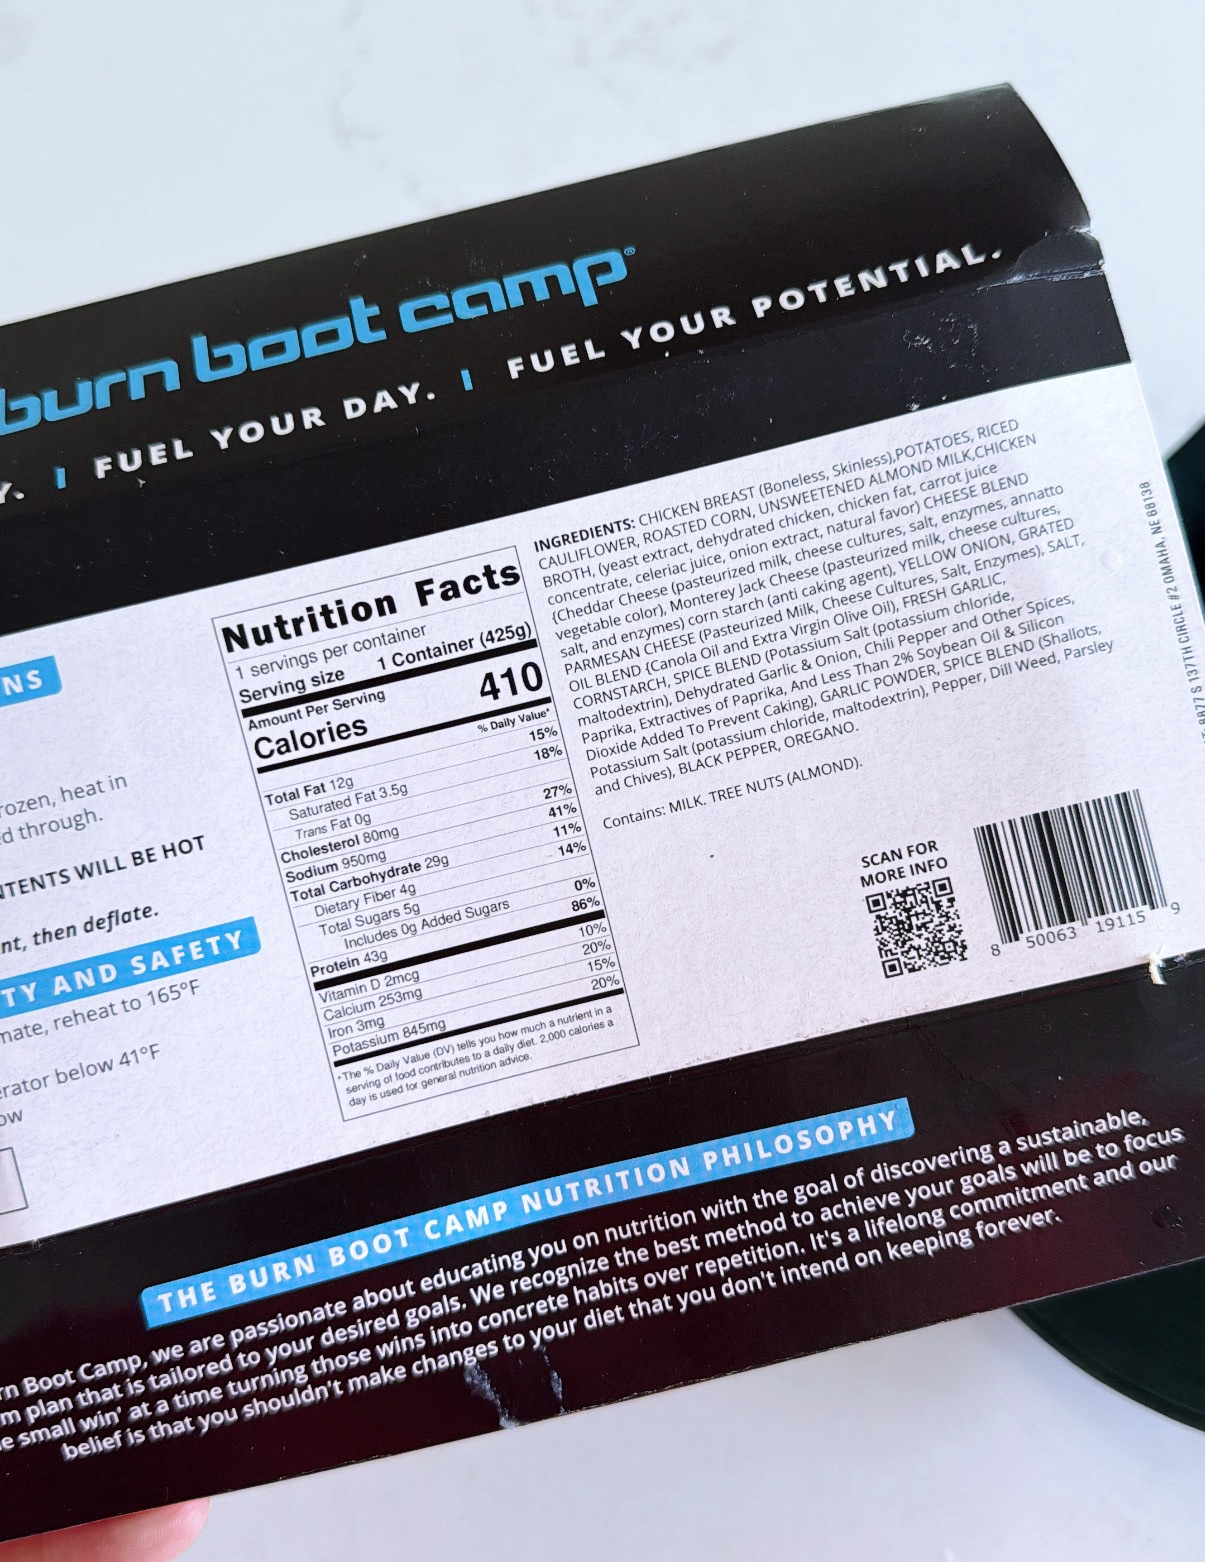 burn boot camp®
Y. | FUEL YOUR DAY. | FUEL YOUR POTENTIAL.
NS
rozen, heat in
d through.
NTENTS WILL BE HOT
nt, then deflate.
TY AND SAFETY
mate, reheat to 165°F
erator below 41°F
ow
Nutrition Facts
1 servings per container
Serving size 1 Container (425g)
Amount Per Serving
Calories 410
% Daily Value*
Total Fat 12g 15%
Saturated Fat 3.5g 18%
Trans Fat 0g
Cholesterol 80mg 27%
Sodium 950mg 41%
Total Carbohydrate 29g 11%
Dietary Fiber 4g 14%
Total Sugars 5g
Includes 0g Added Sugars 0%
Protein 43g 86%
Vitamin D 2mcg 10%
Calcium 253mg 20%
Iron 3mg 15%
Potassium 845mg 20%
*The % Daily Value (DV) tells you how much a nutrient in a
serving of food contributes to a daily diet. 2,000 calories a
day is used for general nutrition advice.
INGREDIENTS: CHICKEN BREAST (Boneless, Skinless),POTATOES, RICED
CAULIFLOWER, ROASTED CORN, UNSWEETENED ALMOND MILK,CHICKEN
BROTH, (yeast extract, dehydrated chicken, chicken fat, carrot juice
concentrate, celeriac juice, onion extract, natural favor) CHEESE BLEND
{Cheddar Cheese (pasteurized milk, cheese cultures, salt, enzymes, annatto
vegetable color), Monterey Jack Cheese (pasteurized milk, cheese cultures,
salt, and enzymes) corn starch (anti caking agent), YELLOW ONION, GRATED
PARMESAN CHEESE (Pasteurized Milk, Cheese Cultures, Salt, Enzymes), SALT,
OIL BLEND {Canola Oil and Extra Virgin Olive Oil), FRESH GARLIC,
CORNSTARCH, SPICE BLEND (Potassium Salt (potassium chloride,
maltodextrin), Dehydrated Garlic & Onion, Chili Pepper and Other Spices,
Paprika, Extractives of Paprika, And Less Than 2% Soybean Oil & Silicon
Dioxide Added To Prevent Caking), GARLIC POWDER, SPICE BLEND (Shallots,
Potassium Salt (potassium chloride, maltodextrin), Pepper, Dill Weed, Parsley
and Chives), BLACK PEPPER, OREGANO.
Contains: MILK. TREE NUTS (ALMOND).
SCAN FOR
MORE INFO
8 50063 19115 9
9877 S 137TH CIRCLE #2 OMAHA, NE 68138
THE BURN BOOT CAMP NUTRITION PHILOSOPHY
rn Boot Camp, we are passionate about educating you on nutrition with the goal of discovering a sustainable,
m plan that is tailored to your desired goals. We recognize the best method to achieve your goals will be to focus
e small win' at a time turning those wins into concrete habits over repetition. It's a lifelong commitment and our
belief is that you shouldn't make changes to your diet that you don't intend on keeping forever.